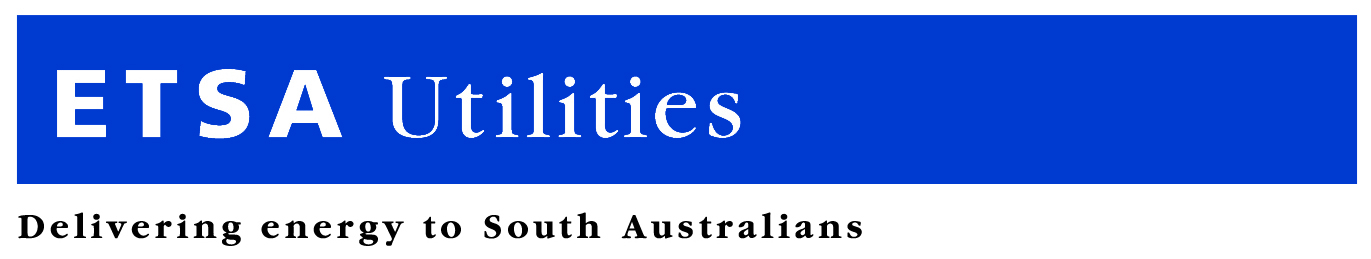 ETSA Utilities
Delivering energy to South Australians